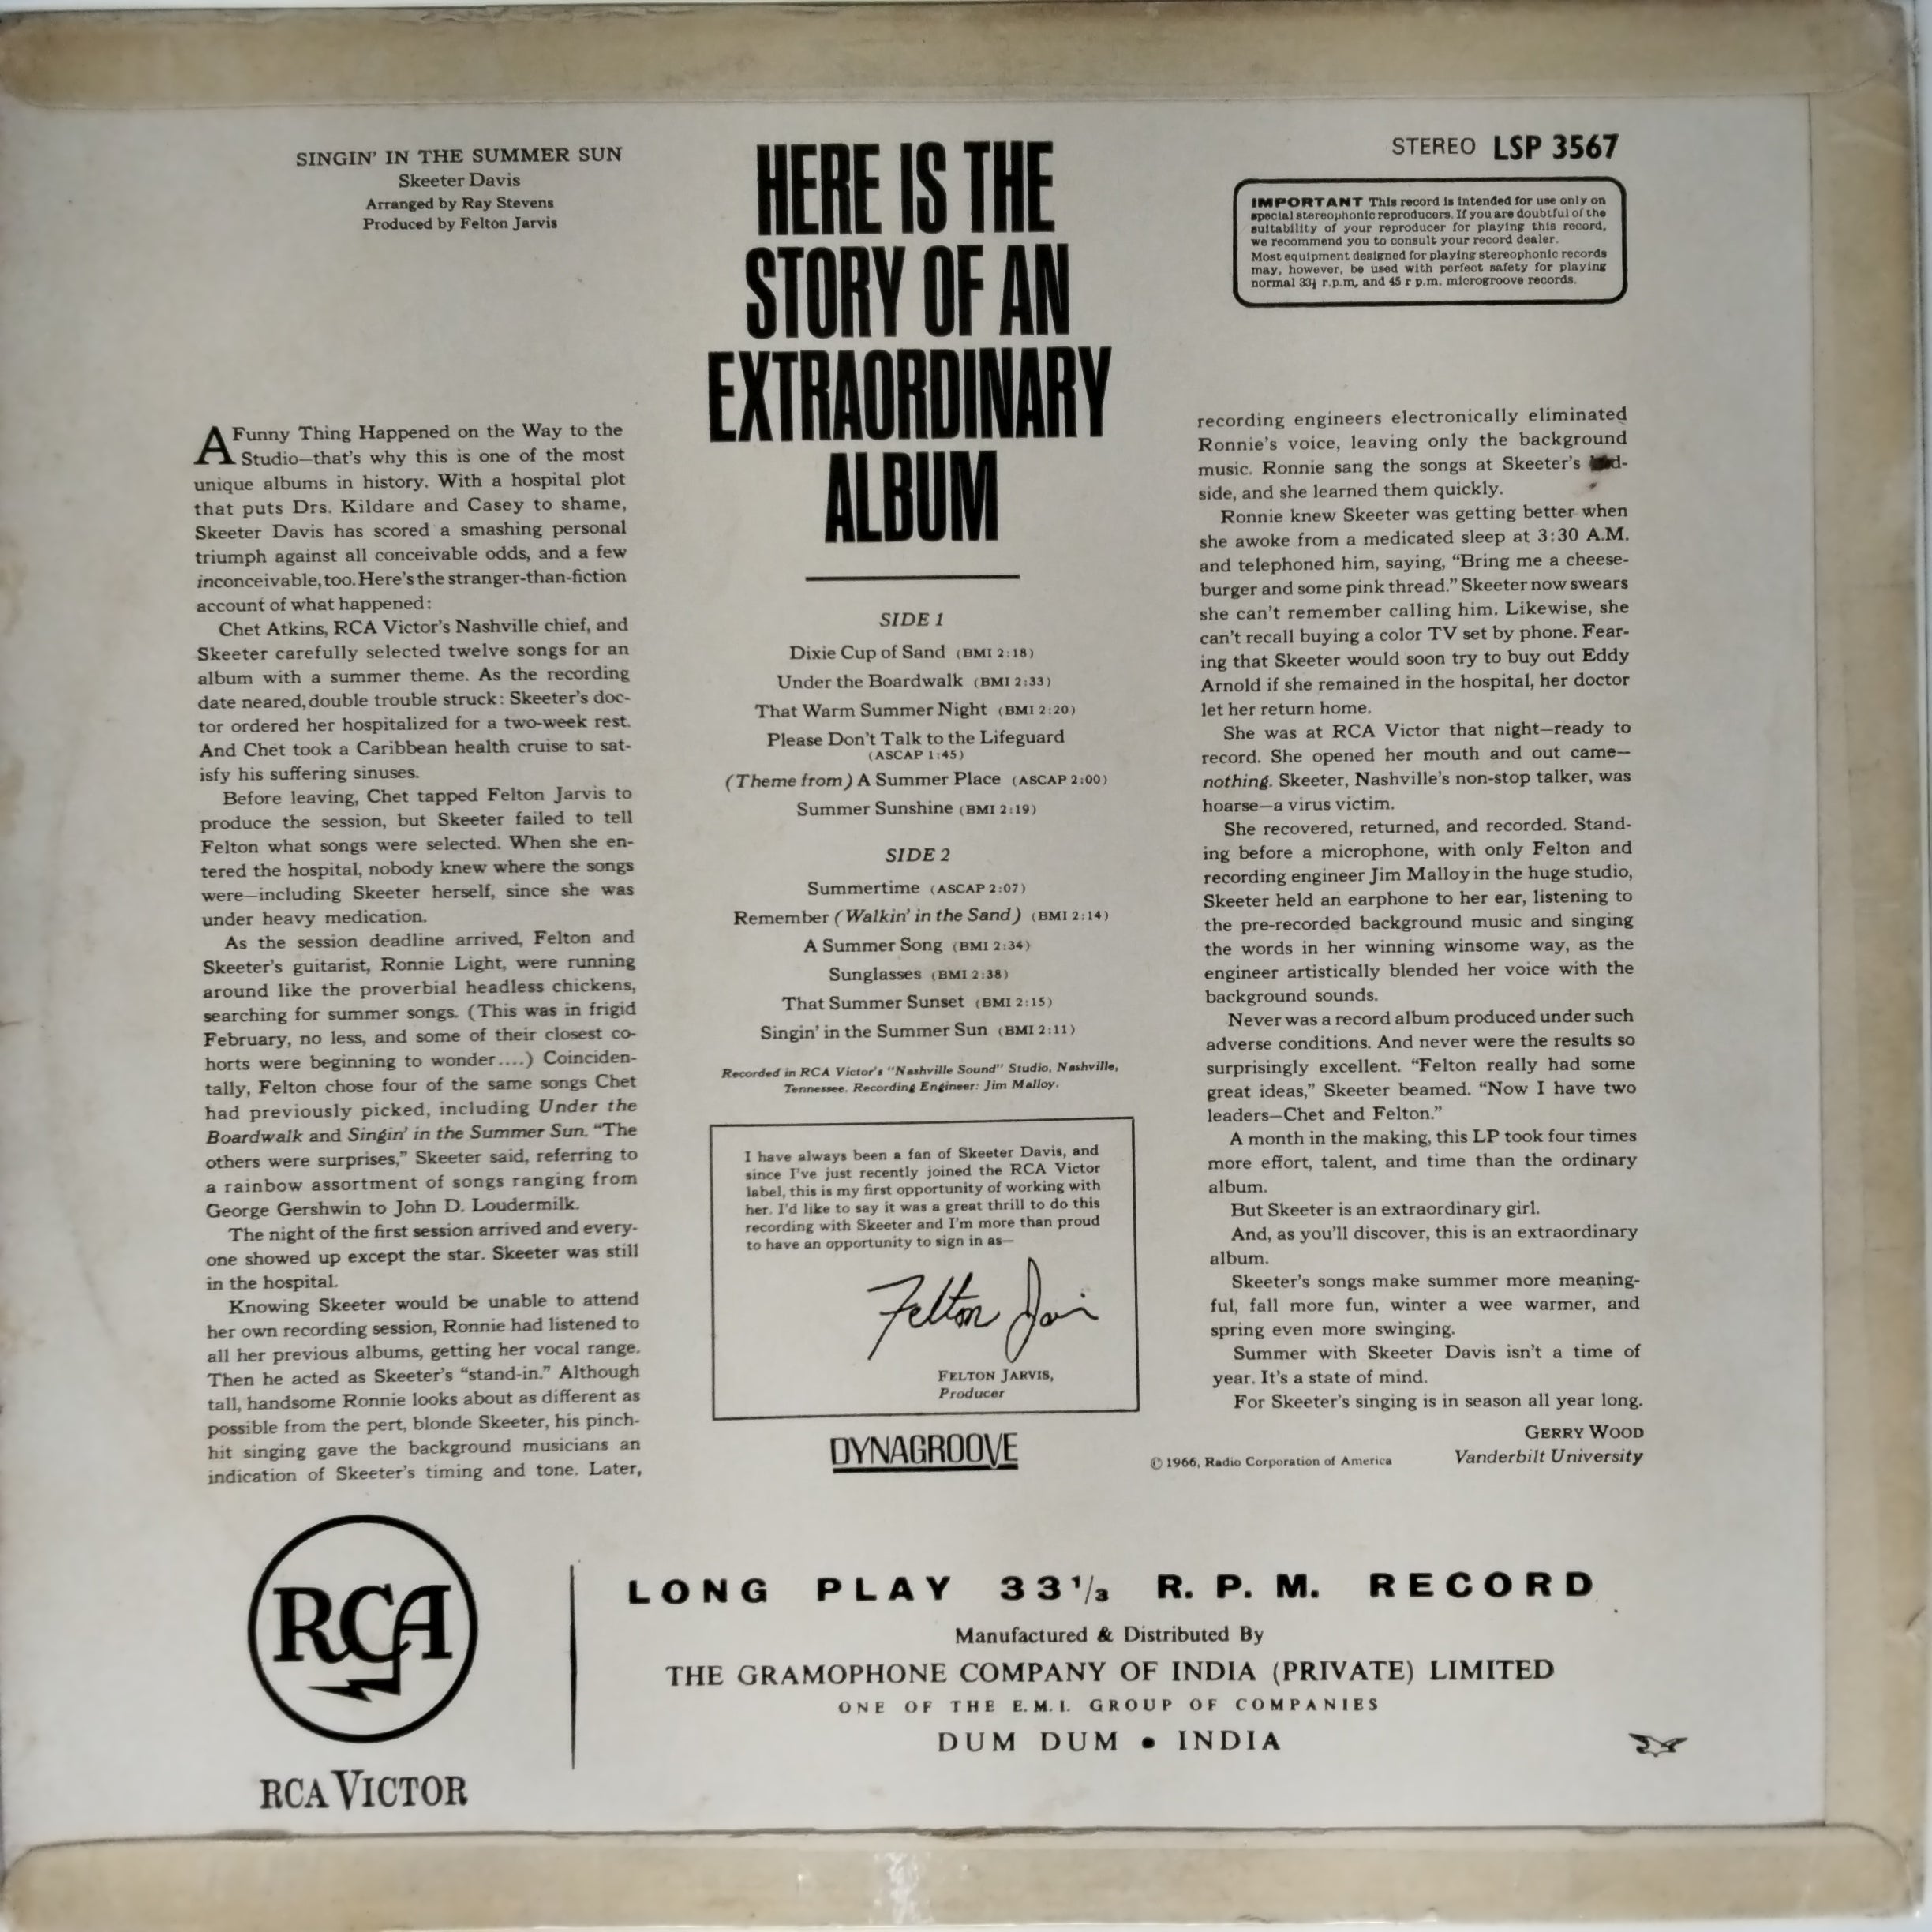 SINGIN' IN THE SUMMER SUN
Skeeter Davis
Arranged by Ray Stevens
Produced by Felton Jarvis
A Funny Thing Happened on the Way to the
Studio—that's why this is one of the most
unique albums in history. With a hospital plot
that puts Drs. Kildare and Casey to shame,
Skeeter Davis has scored a smashing personal
triumph against all conceivable odds, and a few
inconceivable, too. Here's the stranger-than-fiction
account of what happened:
Chet Atkins, RCA Victor's Nashville chief, and
Skeeter carefully selected twelve songs for an
album with a summer theme. As the recording
date neared, double trouble struck: Skeeter's doc-
tor ordered her hospitalized for a two-week rest.
And Chet took a Caribbean health cruise to sat-
isfy his suffering sinuses.
Before leaving, Chet tapped Felton Jarvis to
produce the session, but Skeeter failed to tell
Felton what songs were selected. When she en-
tered the hospital, nobody knew where the songs
were—including Skeeter herself, since she was
under heavy medication.
As the session deadline arrived, Felton and
Skeeter's guitarist, Ronnie Light, were running
around like the proverbial headless chickens,
searching for summer songs. (This was in frigid
February, no less, and some of their closest co-
horts were beginning to wonder....) Coinciden-
tally, Felton chose four of the same songs Chet
had previously picked, including Under the
Boardwalk and Singin' in the Summer Sun. "The
others were surprises," Skeeter said, referring to
a rainbow assortment of songs ranging from
George Gershwin to John D. Loudermilk.
The night of the first session arrived and every-
one showed up except the star. Skeeter was still
in the hospital.
Knowing Skeeter would be unable to attend
her own recording session, Ronnie had listened to
all her previous albums, getting her vocal range.
Then he acted as Skeeter's "stand-in." Although
tall, handsome Ronnie looks about as different as
possible from the pert, blonde Skeeter, his pinch-
hit singing gave the background musicians an
indication of Skeeter's timing and tone. Later,
HERE IS THE
STORY OF AN
EXTRAORDINARY
ALBUM
SIDE 1
Dixie Cup of Sand (BMI 2:18)
Under the Boardwalk (BMI 2:33)
That Warm Summer Night (BMI 2:20)
Please Don't Talk to the Lifeguard
(ASCAP 1:45)
(Theme from) A Summer Place (ASCAP 2:00)
Summer Sunshine (BMI 2:19)
SIDE 2
Summertime (ASCAP 2:07)
Remember (Walkin' in the Sand) (BMI 2:14)
A Summer Song (BMI 2:34)
Sunglasses (BMI 2:38)
That Summer Sunset (BMI 2:15)
Singin' in the Summer Sun (BMI 2:11)
Recorded in RCA Victor's "Nashville Sound" Studio, Nashville,
Tennessee. Recording Engineer: Jim Malloy.
I have always been a fan of Skeeter Davis, and
since I've just recently joined the RCA Victor
label, this is my first opportunity of working with
her. I'd like to say it was a great thrill to do this
recording with Skeeter and I'm more than proud
to have an opportunity to sign in as—
Felton Jarvis
FELTON JARVIS,
Producer
DYNAGROOVE
STEREO LSP 3567
IMPORTANT This record is intended for use only on
special stereophonic reproducers. If you are doubtful of the
suitability of your reproducer for playing this record,
we recommend you to consult your record dealer.
Most equipment designed for playing stereophonic records
may, however, be used with perfect safety for playing
normal 33⅓ r.p.m. and 45 r p.m. microgroove records.
recording engineers electronically eliminated
Ronnie's voice, leaving only the background
music. Ronnie sang the songs at Skeeter's bed-
side, and she learned them quickly.
Ronnie knew Skeeter was getting better when
she awoke from a medicated sleep at 3:30 A.M.
and telephoned him, saying, "Bring me a cheese-
burger and some pink thread." Skeeter now swears
she can't remember calling him. Likewise, she
can't recall buying a color TV set by phone. Fear-
ing that Skeeter would soon try to buy out Eddy
Arnold if she remained in the hospital, her doctor
let her return home.
She was at RCA Victor that night—ready to
record. She opened her mouth and out came—
nothing. Skeeter, Nashville's non-stop talker, was
hoarse—a virus victim.
She recovered, returned, and recorded. Stand-
ing before a microphone, with only Felton and
recording engineer Jim Malloy in the huge studio,
Skeeter held an earphone to her ear, listening to
the pre-recorded background music and singing
the words in her winning winsome way, as the
engineer artistically blended her voice with the
background sounds.
Never was a record album produced under such
adverse conditions. And never were the results so
surprisingly excellent. "Felton really had some
great ideas," Skeeter beamed. "Now I have two
leaders—Chet and Felton."
A month in the making, this LP took four times
more effort, talent, and time than the ordinary
album.
But Skeeter is an extraordinary girl.
And, as you'll discover, this is an extraordinary
album.
Skeeter's songs make summer more meaning-
ful, fall more fun, winter a wee warmer, and
spring even more swinging.
Summer with Skeeter Davis isn't a time of
year. It's a state of mind.
For Skeeter's singing is in season all year long.
GERRY WOOD
Vanderbilt University
© 1966, Radio Corporation of America
RCA
RCA VICTOR
LONG PLAY 33 1/3 R. P. M. RECORD
Manufactured & Distributed By
THE GRAMOPHONE COMPANY OF INDIA (PRIVATE) LIMITED
ONE OF THE E.M.I. GROUP OF COMPANIES
DUM DUM • INDIA